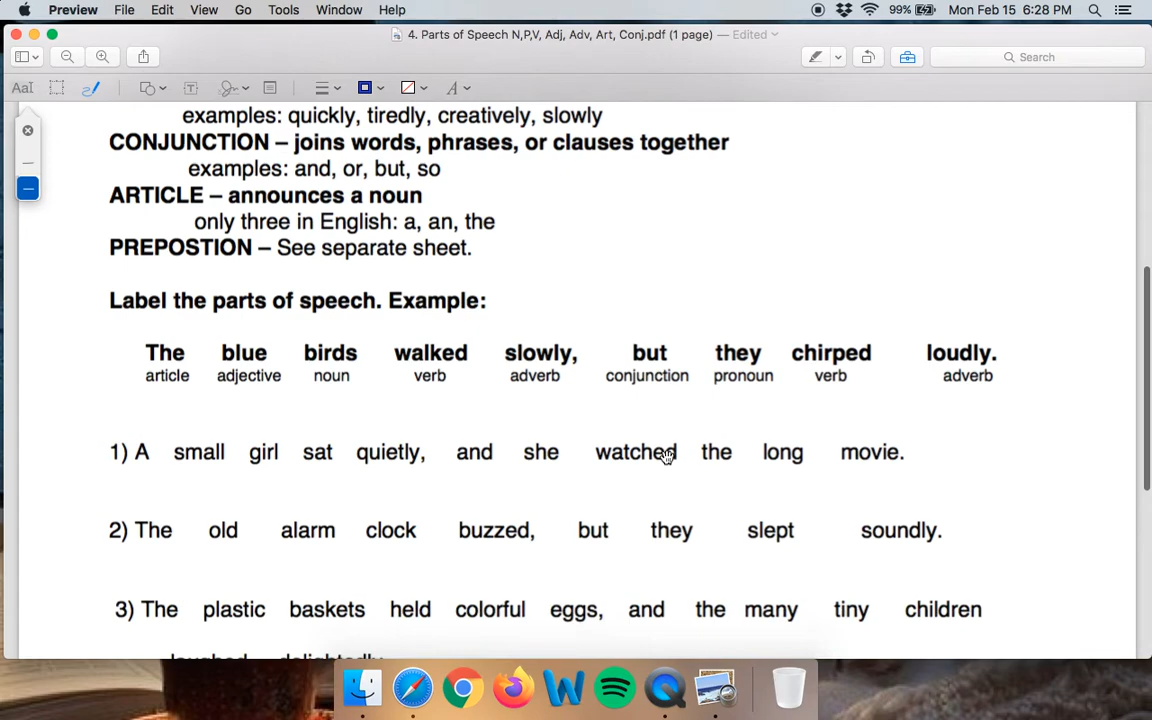 Preview File Edit View Go Tools Window Help 99% Mon Feb 15 6:28 PM
4. Parts of Speech N,P,V, Adj, Adv, Art, Conj.pdf (1 page) — Edited
Search
AaI T A
examples: quickly, tiredly, creatively, slowly
CONJUNCTION – joins words, phrases, or clauses together
examples: and, or, but, so
ARTICLE – announces a noun
only three in English: a, an, the
PREPOSTION – See separate sheet.
Label the parts of speech. Example:
The blue birds walked slowly, but they chirped loudly.
article adjective noun verb adverb conjunction pronoun verb adverb
1) A small girl sat quietly, and she watched the long movie.
2) The old alarm clock buzzed, but they slept soundly.
3) The plastic baskets held colorful eggs, and the many tiny children
laughed delightedly
W